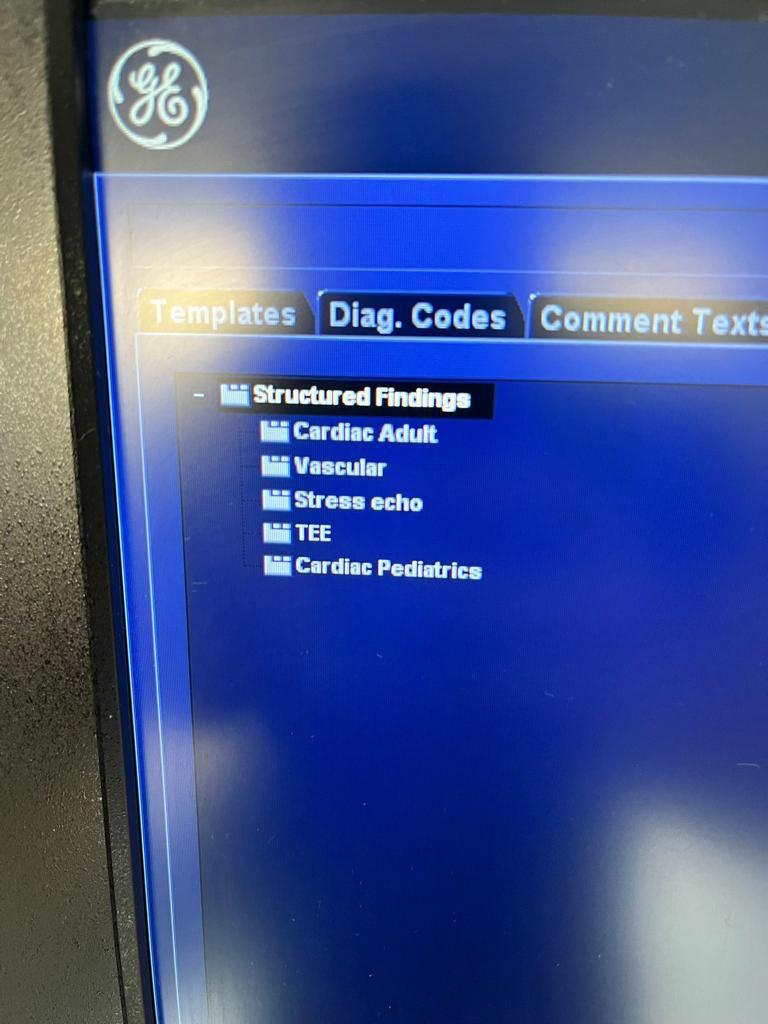 GE
Templates Diag. Codes Comment Texts
Structured Findings
Cardiac Adult
Vascular
Stress echo
TEE
Cardiac Pediatrics